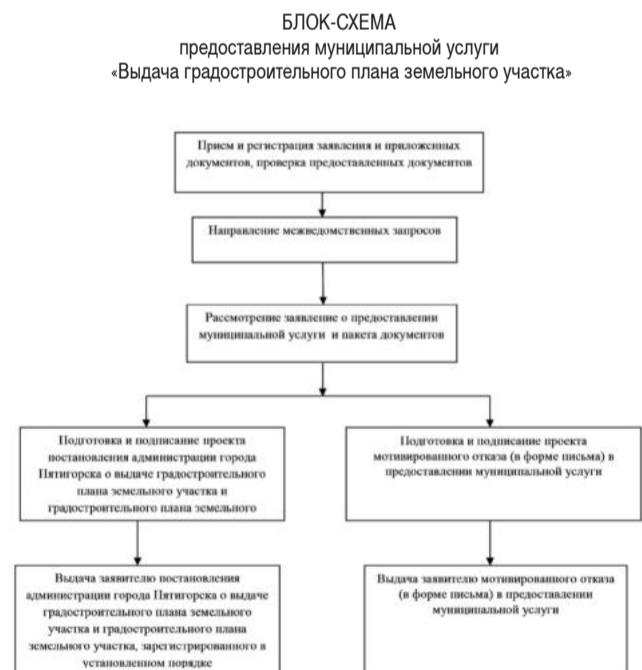 БЛОК-СХЕМА
предоставления муниципальной услуги
«Выдача градостроительного плана земельного участка»
Прием и регистрация заявления и приложенных
документов, проверка предоставленных документов
Направление межведомственных запросов
Рассмотрение заявление о предоставлении
муниципальной услуги и пакета документов
Подготовка и подписание проекта
постановления администрации города
Пятигорска о выдаче градостроительного
плана земельного участка и
градостроительного плана земельного
Подготовка и подписание проекта
мотивированного отказа (в форме письма) в
предоставлении муниципальной услуги
Выдача заявителю постановления
администрации города Пятигорска о выдаче
градостроительного плана земельного
участка и градостроительного плана
земельного участка, зарегистрированного в
установленном порядке
Выдача заявителю мотивированного отказа
(в форме письма) в предоставлении
муниципальной услуги